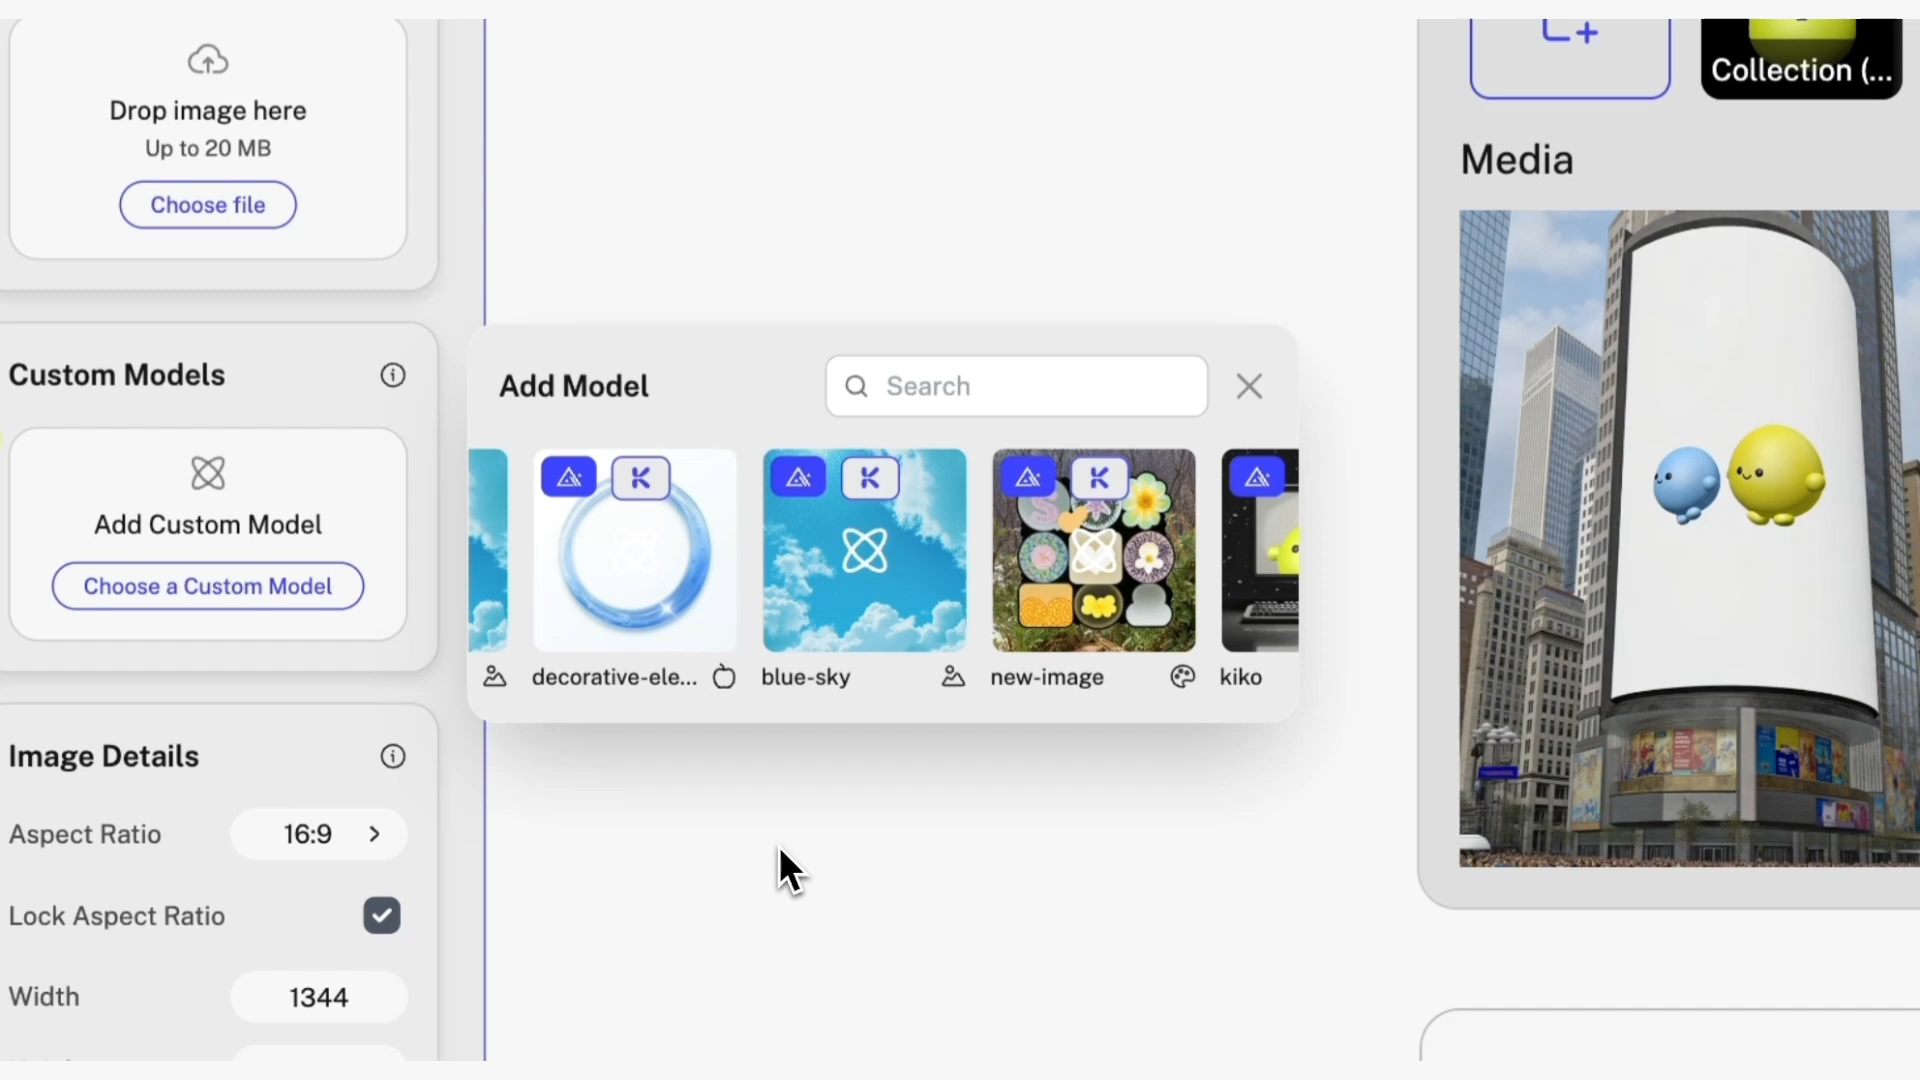 Drop image here
Up to 20 MB
Choose file
Custom Models
Add Custom Model
Choose a Custom Model
Image Details
Aspect Ratio
16:9
Lock Aspect Ratio
Width
1344
Add Model
Search
K
K
K
decorative-ele...
blue-sky
new-image
kiko
Collection (...
Media